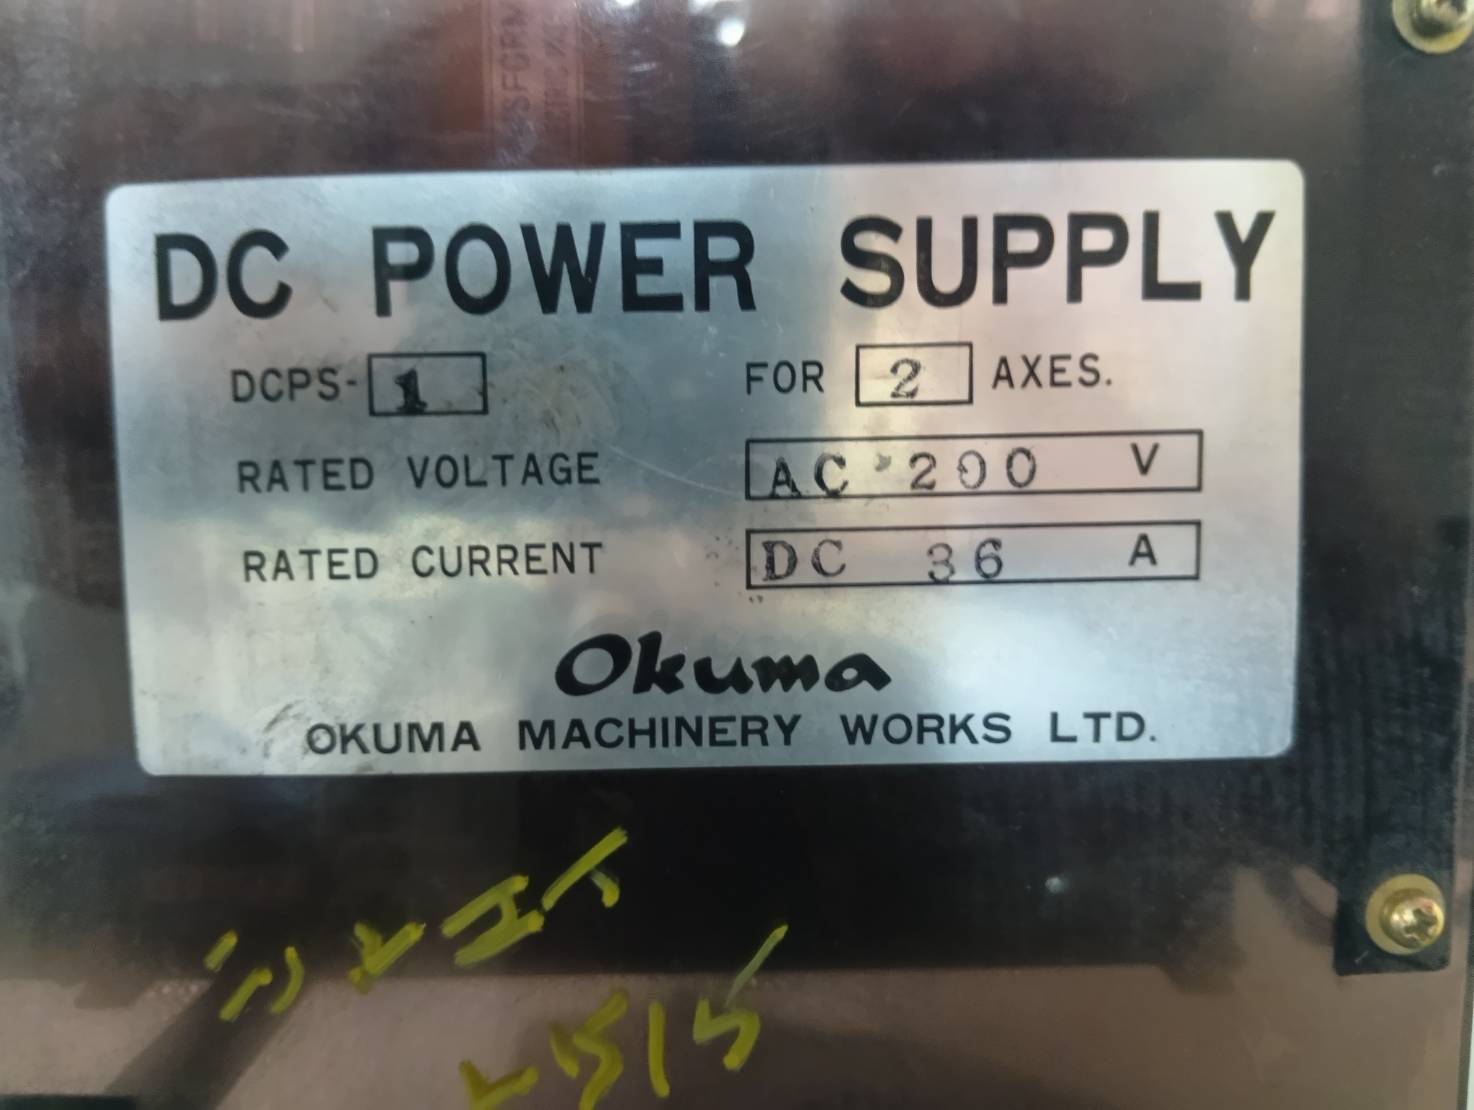 DC POWER SUPPLY
DCPS- 1 FOR 2 AXES.
RATED VOLTAGE AC 200 V
RATED CURRENT DC 36 A
Okuma
OKUMA MACHINERY WORKS LTD.